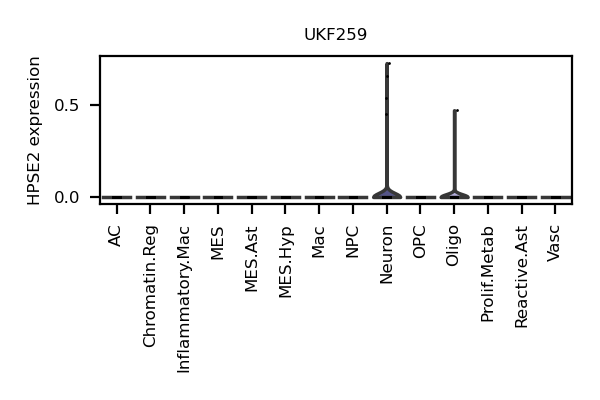 UKF259
HPSE2 expression
0.5
0.0
AC
Chromatin.Reg
Inflammatory.Mac
MES
MES.Ast
MES.Hyp
Mac
NPC
Neuron
OPC
Oligo
Prolif.Metab
Reactive.Ast
Vasc